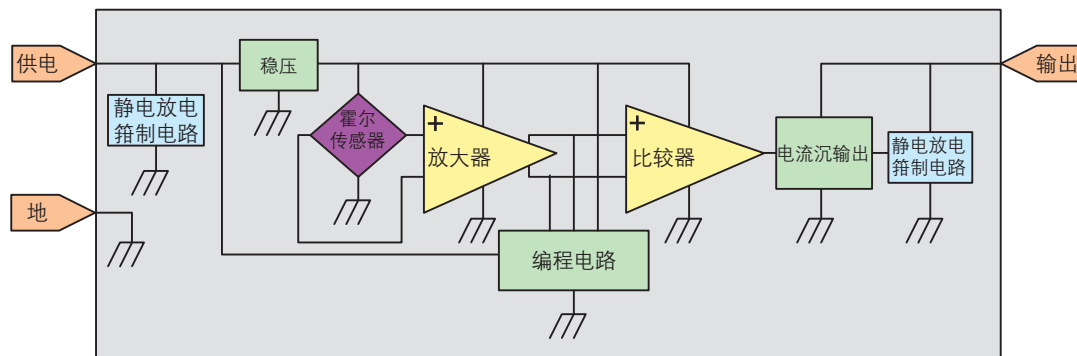 供电
稳压
输出
静电放电
箝制电路
霍尔
传感器
+
放大器
+
比较器
电流沉输出
静电放电
箝制电路
地
编程电路